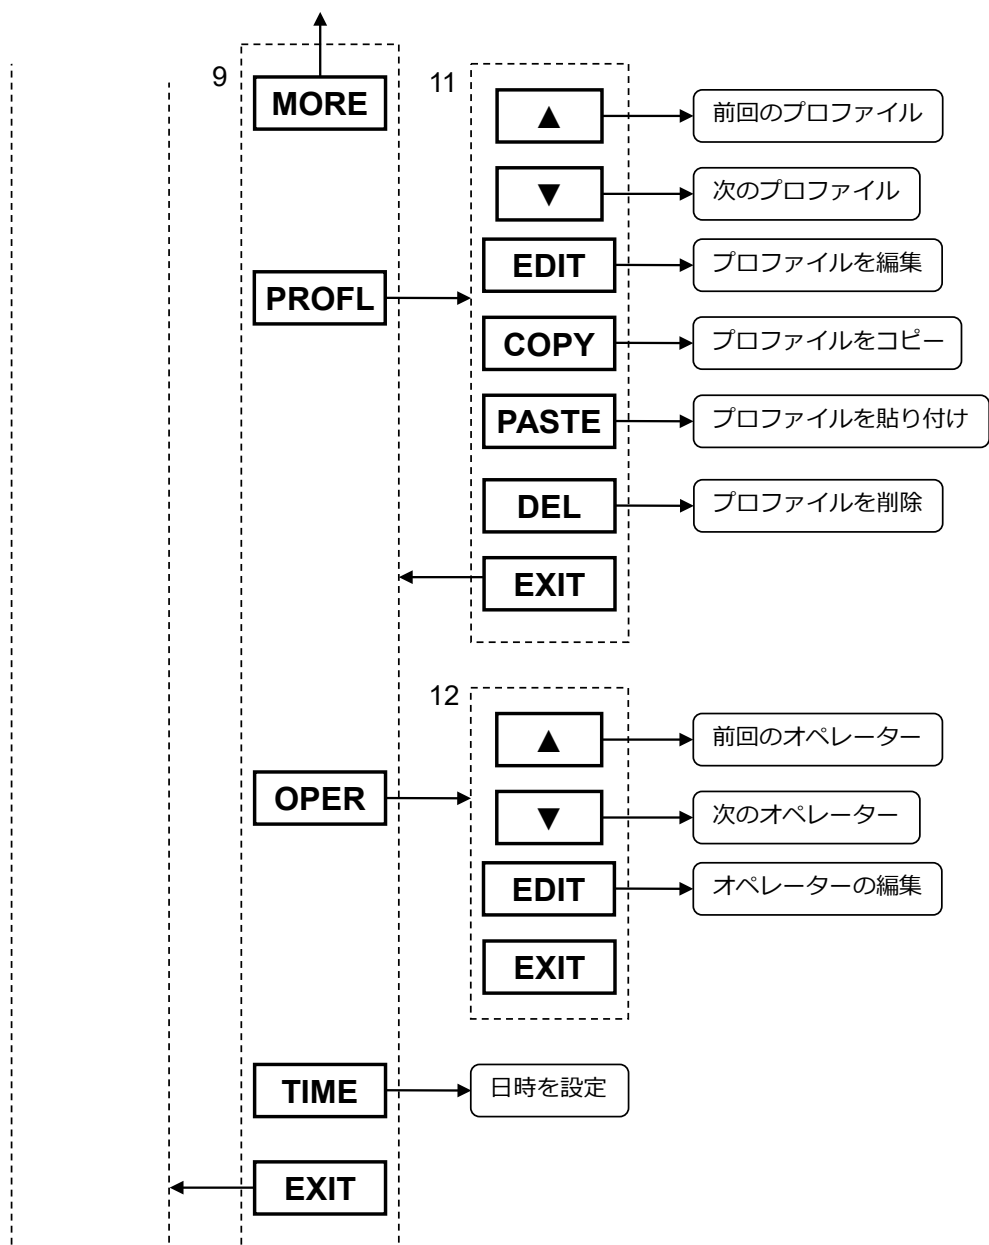 9
MORE
11
▲
前回のプロファイル
▼
次のプロファイル
EDIT
プロファイルを編集
PROFL
COPY
プロファイルをコピー
PASTE
プロファイルを貼り付け
DEL
プロファイルを削除
EXIT
12
▲
前回のオペレーター
OPER
▼
次のオペレーター
EDIT
オペレーターの編集
EXIT
TIME
日時を設定
EXIT